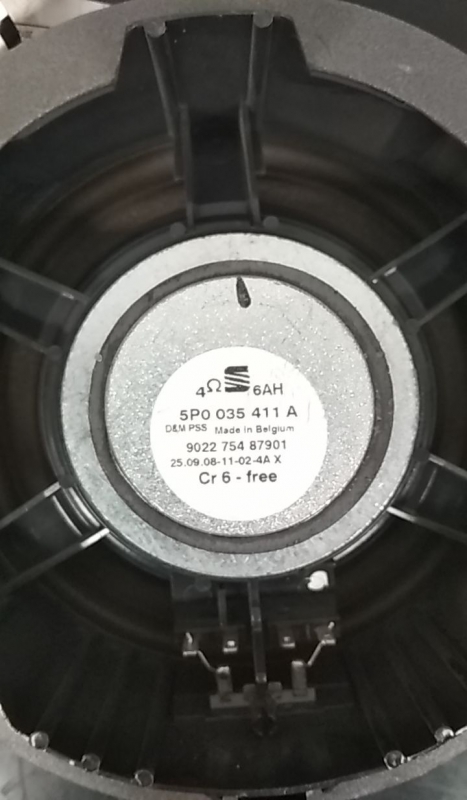 4Ω 6AH
5P0 035 411 A
D&M PSS Made in Belgium
9022 754 87901
25.09.08-11-02-4A X
Cr 6 - free